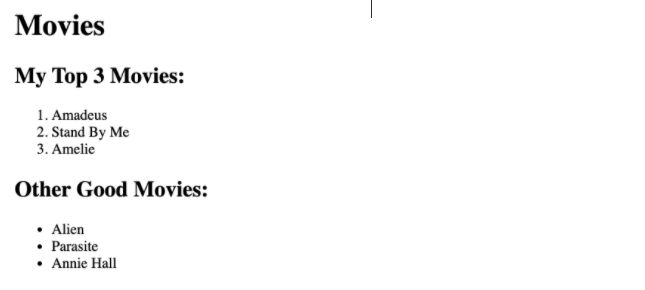 Movies
My Top 3 Movies:
1. Amadeus
2. Stand By Me
3. Amelie
Other Good Movies:
• Alien
• Parasite
• Annie Hall